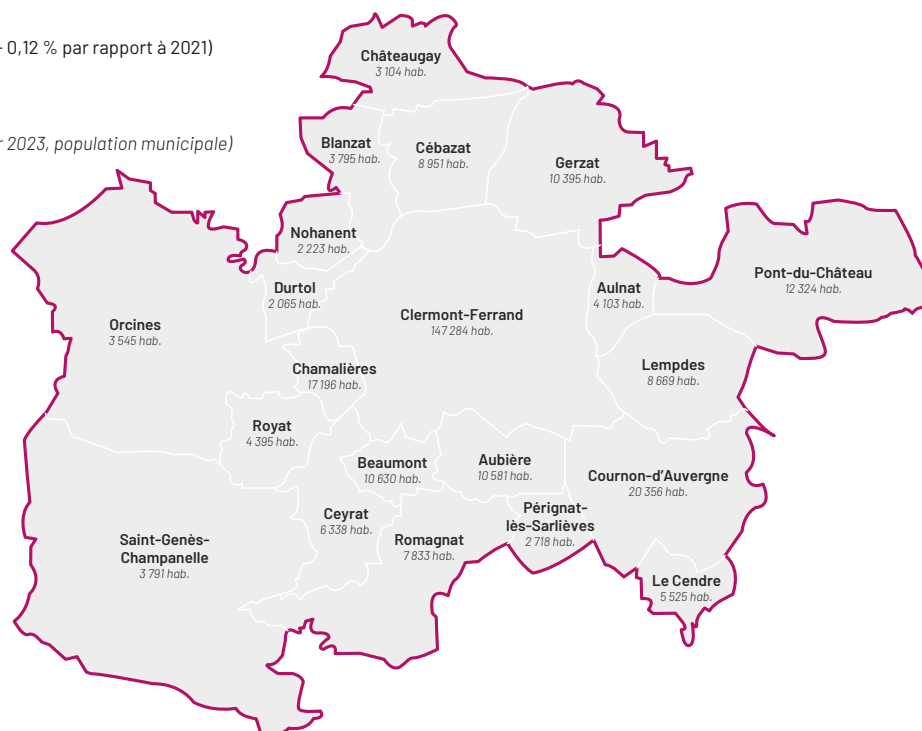 - 0,12 % par rapport à 2021)
2023, population municipale)
Châteaugay
3 104 hab.
Blanzat
3 795 hab.
Cébazat
8 951 hab.
Gerzat
10 395 hab.
Nohanent
2 223 hab.
Pont-du-Château
12 324 hab.
Durtol
2 065 hab.
Aulnat
4 103 hab.
Clermont-Ferrand
147 284 hab.
Orcines
3 545 hab.
Chamalières
17 196 hab.
Lempdes
8 669 hab.
Royat
4 395 hab.
Beaumont
10 630 hab.
Aubière
10 581 hab.
Cournon-d’Auvergne
20 356 hab.
Ceyrat
6 338 hab.
Pérignat-
lès-Sarlièves
2 718 hab.
Romagnat
7 833 hab.
Saint-Genès-
Champanelle
3 791 hab.
Le Cendre
5 525 hab.